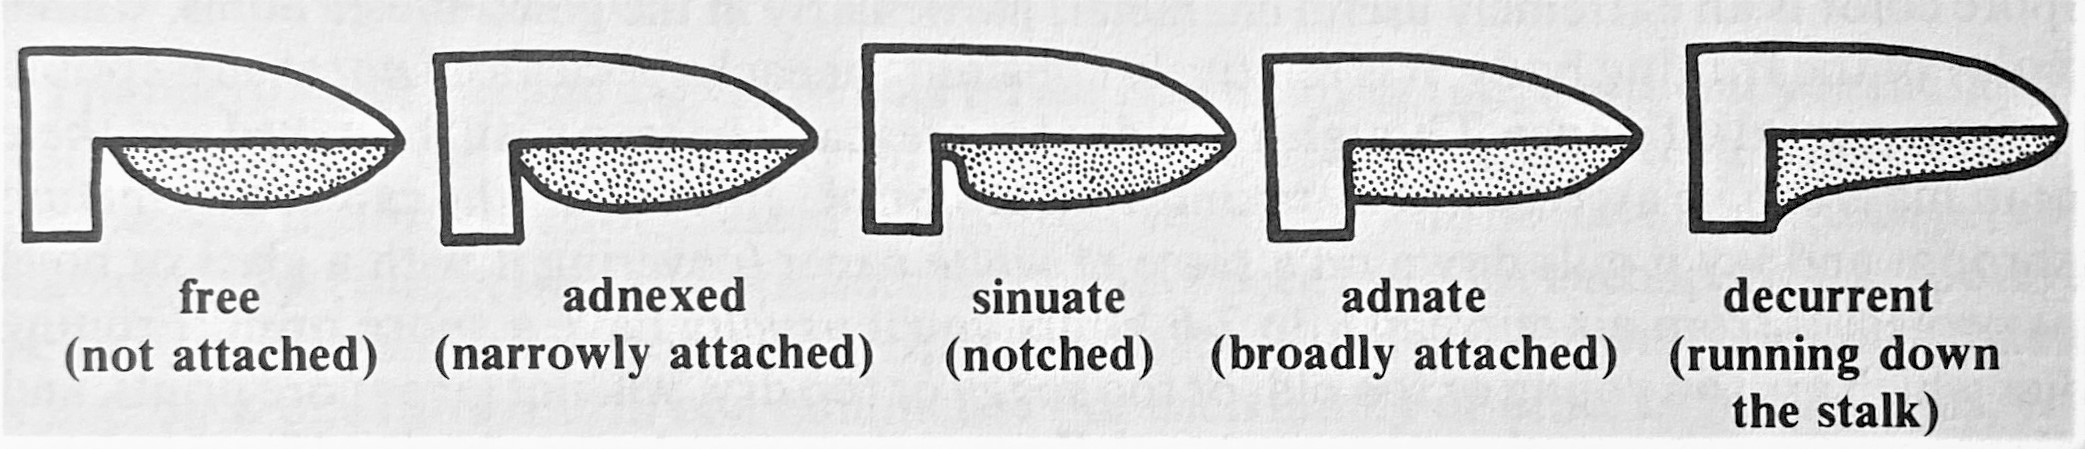 free
(not attached)
adnexed
(narrowly attached)
sinuate
(notched)
adnate
(broadly attached)
decurrent
(running down
the stalk)